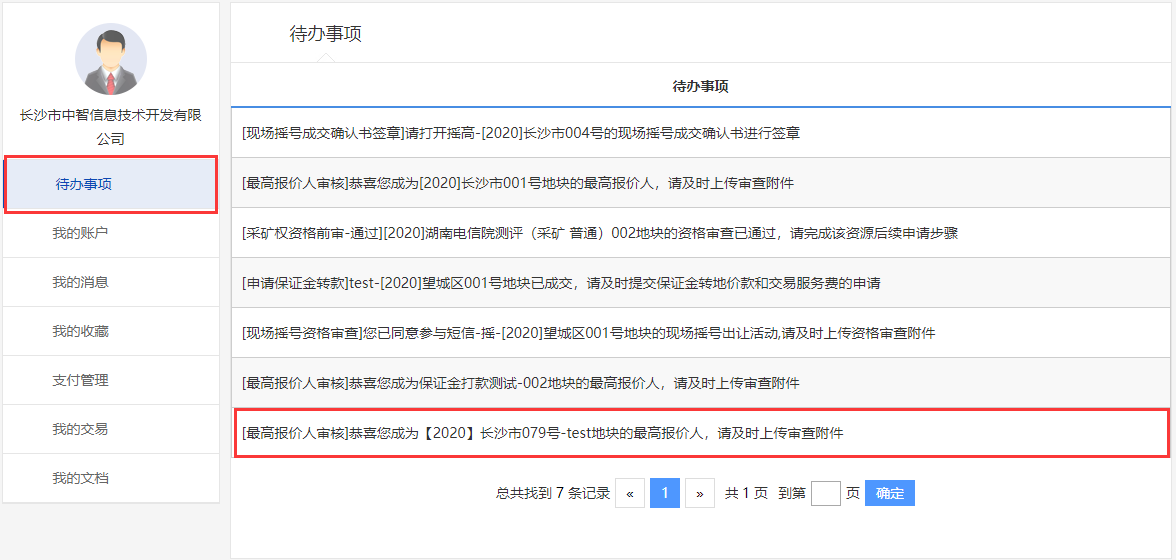 长沙市中智信息技术开发有限
公司
待办事项
我的账户
我的消息
我的收藏
支付管理
我的交易
我的文档
待办事项
待办事项
[现场摇号成交确认书签章]请打开摇高-[2020]长沙市004号的现场摇号成交确认书进行签章
[最高报价人审核]恭喜您成为[2020]长沙市001号地块的最高报价人，请及时上传审查附件
[采矿权资格前审-通过][2020]湖南电信院测评（采矿 普通）002地块的资格审查已通过，请完成该资源后续申请步骤
[申请保证金转款]test-[2020]望城区001号地块已成交，请及时提交保证金转地价款和交易服务费的申请
[现场摇号资格审查]您已同意参与短信-摇-[2020]望城区001号地块的现场摇号出让活动,请及时上传资格审查附件
[最高报价人审核]恭喜您成为保证金打款测试-002地块的最高报价人，请及时上传审查附件
[最高报价人审核]恭喜您成为【2020】长沙市079号-test地块的最高报价人，请及时上传审查附件
总共找到 7 条记录 « 1 » 共 1 页 到第 页 确定